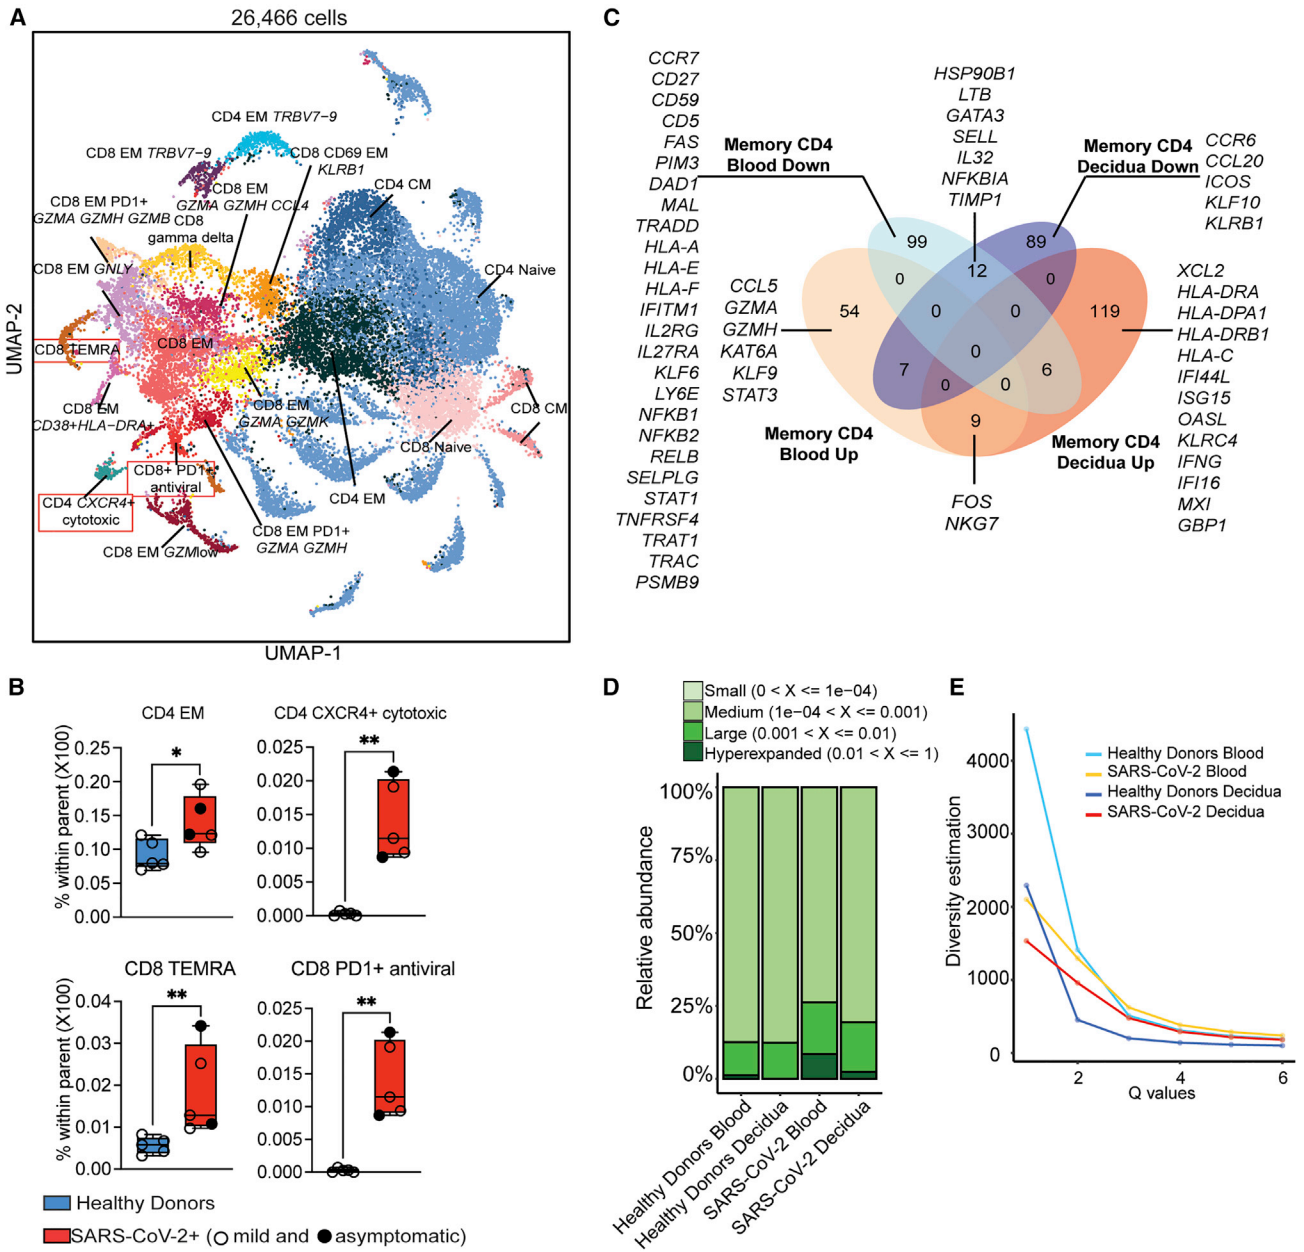 A
26,466 cells
UMAP-2
UMAP-1
CD4 EM TRBV7−9
CD8 EM TRBV7−9
CD8 CD69 EM
KLRB1
CD8 EM
GZMA GZMH CCL4
CD4 CM
CD8 EM PD1+
GZMA GZMH GZMB
CD8
gamma delta
CD8 EM GNLY
CD4 Naive
CD8 TEMRA
CD8 EM
CD8 EM
CD38+HLA−DRA+
CD8 EM
GZMA GZMK
CD8 CM
CD8 Naive
CD8+ PD1+
antiviral
CD4 EM
CD4 CXCR4+
cytotoxic
CD8 EM GZMlow
CD8 EM PD1+
GZMA GZMH
B
CD4 EM
% within parent (X100)
0.25
0.20
0.15
0.10
0.05
0.00
*
CD4 CXCR4+ cytotoxic
0.025
0.020
0.015
0.010
0.005
0.000
**
CD8 TEMRA
% within parent (X100)
0.04
0.03
0.02
0.01
0.00
**
CD8 PD1+ antiviral
0.025
0.020
0.015
0.010
0.005
0.000
**
Healthy Donors
SARS-CoV-2+ (○ mild and ● asymptomatic)
C
CCR7
CD27
CD59
CD5
FAS
PIM3
DAD1
MAL
TRADD
HLA-A
HLA-E
HLA-F
IFITM1
IL2RG
IL27RA
KLF6
LY6E
NFKB1
NFKB2
RELB
SELPLG
STAT1
TNFRSF4
TRAT1
TRAC
PSMB9
Memory CD4
Blood Down
HSP90B1
LTB
GATA3
SELL
IL32
NFKBIA
TIMP1
Memory CD4
Decidua Down
CCR6
CCL20
ICOS
KLF10
KLRB1
CCL5
GZMA
GZMH
KAT6A
KLF9
STAT3
99
89
12
0
0
54
0
0
119
0
7
6
0
0
9
Memory CD4
Blood Up
Memory CD4
Decidua Up
FOS
NKG7
XCL2
HLA-DRA
HLA-DPA1
HLA-DRB1
HLA-C
IFI44L
ISG15
OASL
KLRC4
IFNG
IFI16
MXI
GBP1
D
Small (0 < X <= 1e−04)
Medium (1e−04 < X <= 0.001)
Large (0.001 < X <= 0.01)
Hyperexpanded (0.01 < X <= 1)
Relative abundance
100%
75%
50%
25%
0%
Healthy Donors Blood
Healthy Donors Decidua
SARS-CoV-2 Blood
SARS-CoV-2 Decidua
E
Diversity estimation
4000
3000
2000
1000
0
2
4
6
Q values
Healthy Donors Blood
SARS-CoV-2 Blood
Healthy Donors Decidua
SARS-CoV-2 Decidua